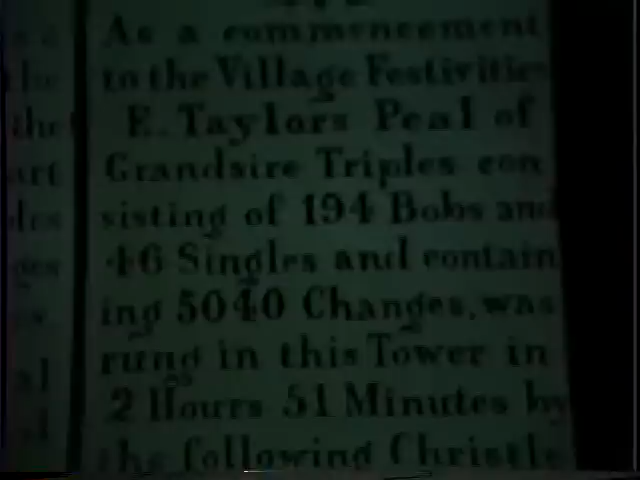 As a commencement
to the Village Festivities
E. Taylors Peal of
Grandsire Triples con
sisting of 194 Bobs and
46 Singles and contain
ing 5040 Changes, was
rung in this Tower in
2 Hours 51 Minutes by
the following Christle